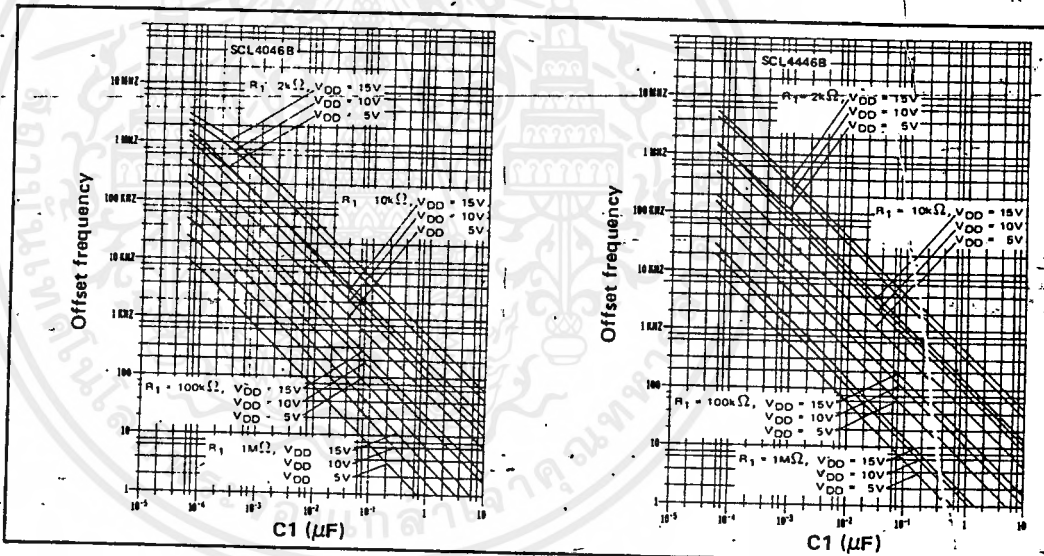 SCL4046B
R₁ 2kΩ, VDD = 15V
VDD = 10V
VDD 5V
R₁ 10kΩ, VDD = 15V
VDD = 10V
VDD 5V
R₁ = 100kΩ, VDD = 15V
VDD = 10V
VDD 5V
R₁ 1MΩ, VDD 15V
VDD 10V
VDD 5V
10 MHZ
1 MHZ
100 KHZ
10 KHZ
1 KHZ
100
10
1
10⁻⁵ 10⁻⁴ 10⁻³ 10⁻² 10⁻¹ 1 10
Offset frequency
C1 (μF)
SCL4446B
R₁ = 2kΩ, VDD = 15V
VDD = 10V
VDD = 5V
R₁ = 10kΩ, VDD = 15V
VDD = 10V
VDD = 5V
R₁ = 100kΩ, VDD = 15V
VDD = 10V
VDD = 5V
R₁ = 1MΩ, VDD = 15V
VDD = 10V
VDD = 5V
10 MHZ
1 MHZ
100 KHZ
10 KHZ
1 KHZ
100
10
1
10⁻⁵ 10⁻⁴ 10⁻³ 10⁻² 10⁻¹ 1 10
Offset frequency
C1 (μF)